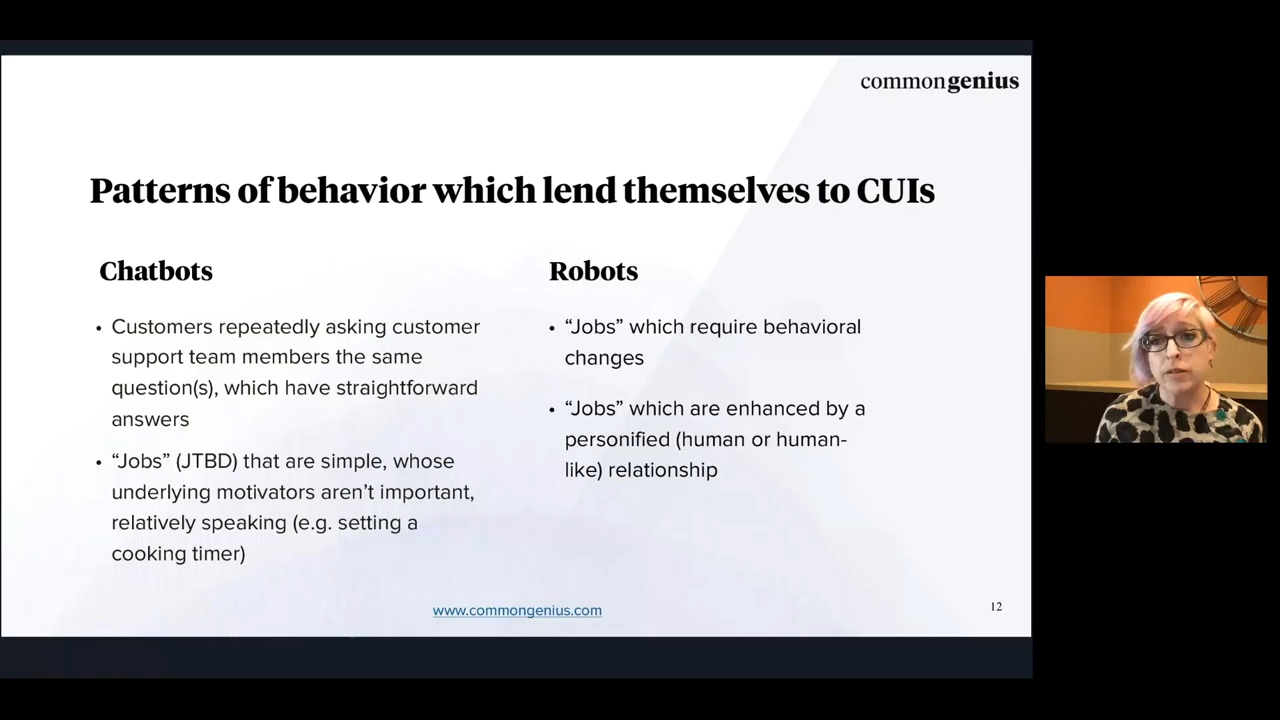 commongenius
Patterns of behavior which lend themselves to CUIs
Chatbots
• Customers repeatedly asking customer
support team members the same
question(s), which have straightforward
answers
• “Jobs” (JTBD) that are simple, whose
underlying motivators aren’t important,
relatively speaking (e.g. setting a
cooking timer)
Robots
• “Jobs” which require behavioral
changes
• “Jobs” which are enhanced by a
personified (human or human-
like) relationship
www.commongenius.com
12